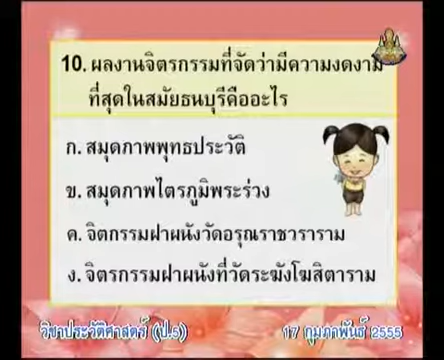 10. ผลงานจิตรกรรมที่จัดว่ามีความงดงาม
ที่สุดในสมัยธนบุรีคืออะไร
ก. สมุดภาพพุทธประวัติ
ข. สมุดภาพไตรภูมิพระร่วง
ค. จิตกรรมฝาผนังวัดอรุณราชาราราม
ง. จิตรกรรมฝาผนังที่วัดระฆังโฆสิตาราม
วิชาประวัติศาสตร์ (ป.5)
17 กุมภาพันธ์ 2555